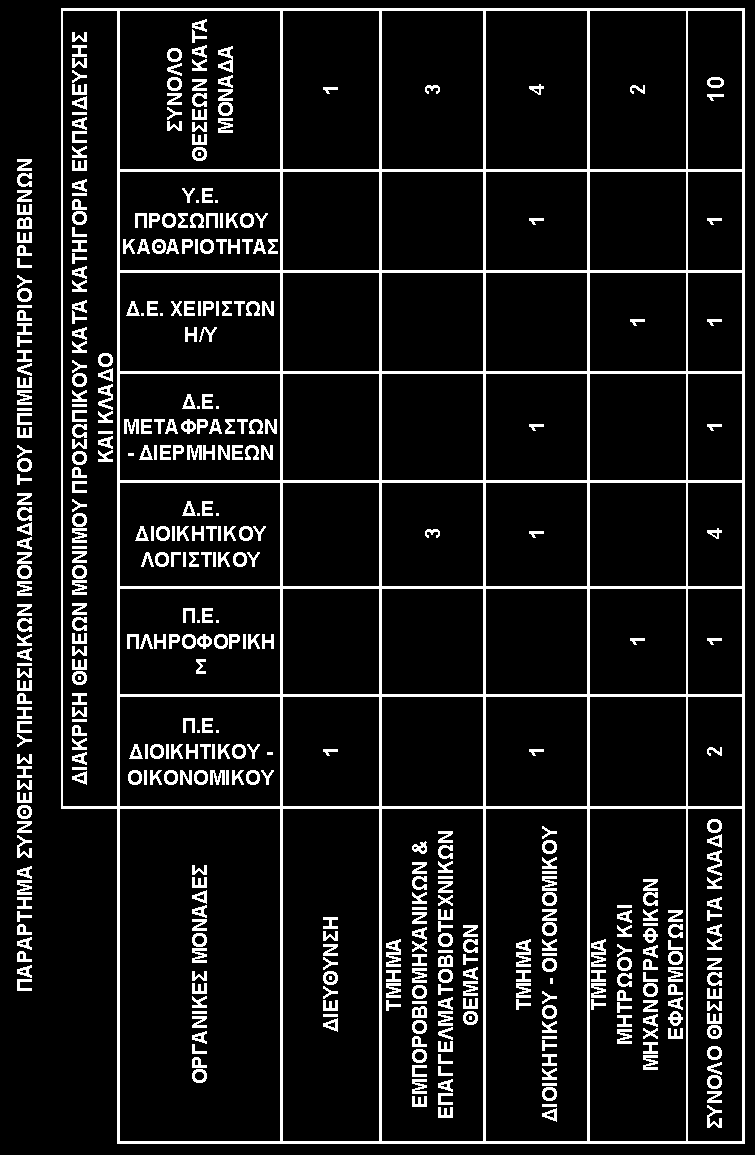 ΠΑΡΑΡΤΗΜΑ ΣΥΝΘΕΣΗΣ ΥΠΗΡΕΣΙΑΚΩΝ ΜΟΝΑΔΩΝ ΤΟΥ ΕΠΙΜΕΛΗΤΗΡΙΟΥ ΓΡΕΒΕΝΩΝ
ΔΙΑΚΡΙΣΗ ΘΕΣΕΩΝ ΜΟΝΙΜΟΥ ΠΡΟΣΩΠΙΚΟΥ ΚΑΤΑ ΚΑΤΗΓΟΡΙΑ ΕΚΠΑΙΔΕΥΣΗΣ
ΚΑΙ ΚΛΑΔΟ
ΟΡΓΑΝΙΚΕΣ ΜΟΝΑΔΕΣ
Π.Ε.
ΔΙΟΙΚΗΤΙΚΟΥ -
ΟΙΚΟΝΟΜΙΚΟΥ
Π.Ε.
ΠΛΗΡΟΦΟΡΙΚΗ
Σ
Δ.Ε.
ΔΙΟΙΚΗΤΙΚΟΥ
ΛΟΓΙΣΤΙΚΟΥ
Δ.Ε.
ΜΕΤΑΦΡΑΣΤΩΝ
- ΔΙΕΡΜΗΝΕΩΝ
Δ.Ε. ΧΕΙΡΙΣΤΩΝ
Η/Υ
Υ.Ε.
ΠΡΟΣΩΠΙΚΟΥ
ΚΑΘΑΡΙΟΤΗΤΑΣ
ΣΥΝΟΛΟ
ΘΕΣΕΩΝ ΚΑΤΑ
ΜΟΝΑΔΑ
ΔΙΕΥΘΥΝΣΗ 1 1
ΤΜΗΜΑ
ΕΜΠΟΡΟΒΙΟΜΗΧΑΝΙΚΩΝ &
ΕΠΑΓΓΕΛΜΑΤΟΒΙΟΤΕΧΝΙΚΩΝ
ΘΕΜΑΤΩΝ
3 3
ΤΜΗΜΑ
ΔΙΟΙΚΗΤΙΚΟΥ - ΟΙΚΟΝΟΜΙΚΟΥ
1 1 1 1 4
ΤΜΗΜΑ
ΜΗΤΡΩΟΥ ΚΑΙ
ΜΗΧΑΝΟΓΡΑΦΙΚΩΝ
ΕΦΑΡΜΟΓΩΝ
1 1 2
ΣΥΝΟΛΟ ΘΕΣΕΩΝ ΚΑΤΑ ΚΛΑΔΟ 2 1 4 1 1 1 10